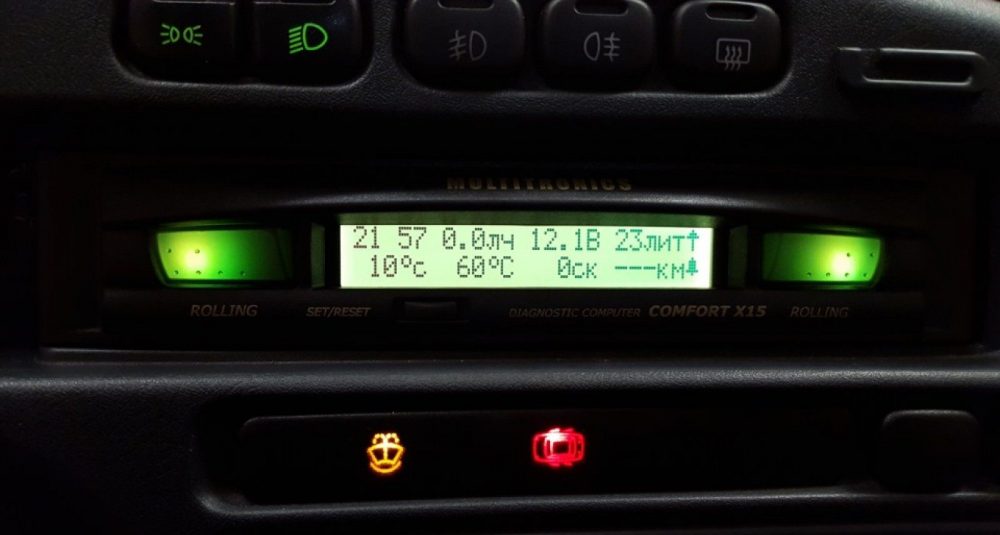 MULTITRONICS
21 57 0.0лч 12.1В 23лит↑
10°c 60°C 0ск ---км
ROLLING SET/RESET DIAGNOSTIC COMPUTER COMFORT X15 ROLLING